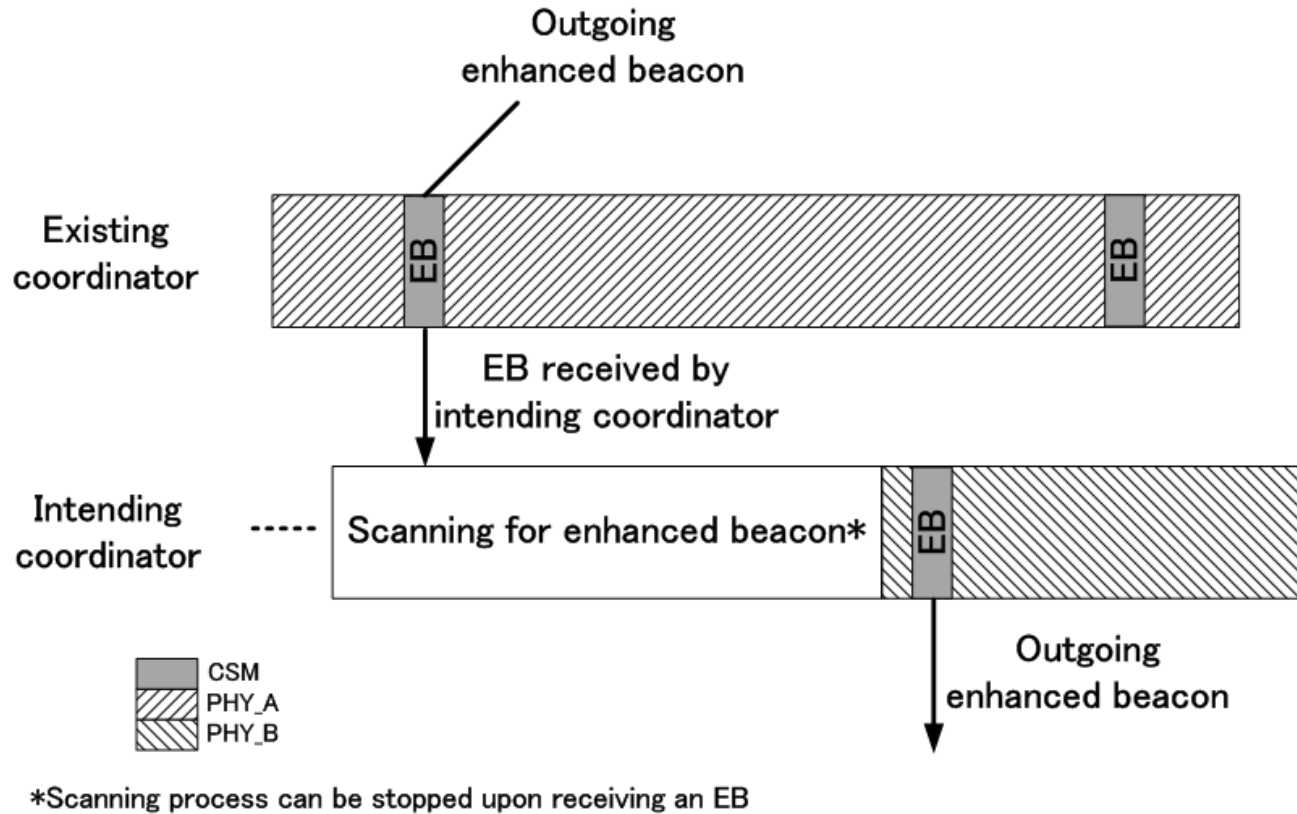 Outgoing
enhanced beacon
Existing
coordinator
EB
EB
EB received by
intending coordinator
Intending
coordinator
Scanning for enhanced beacon*
EB
Outgoing
enhanced beacon
CSM
PHY_A
PHY_B
*Scanning process can be stopped upon receiving an EB